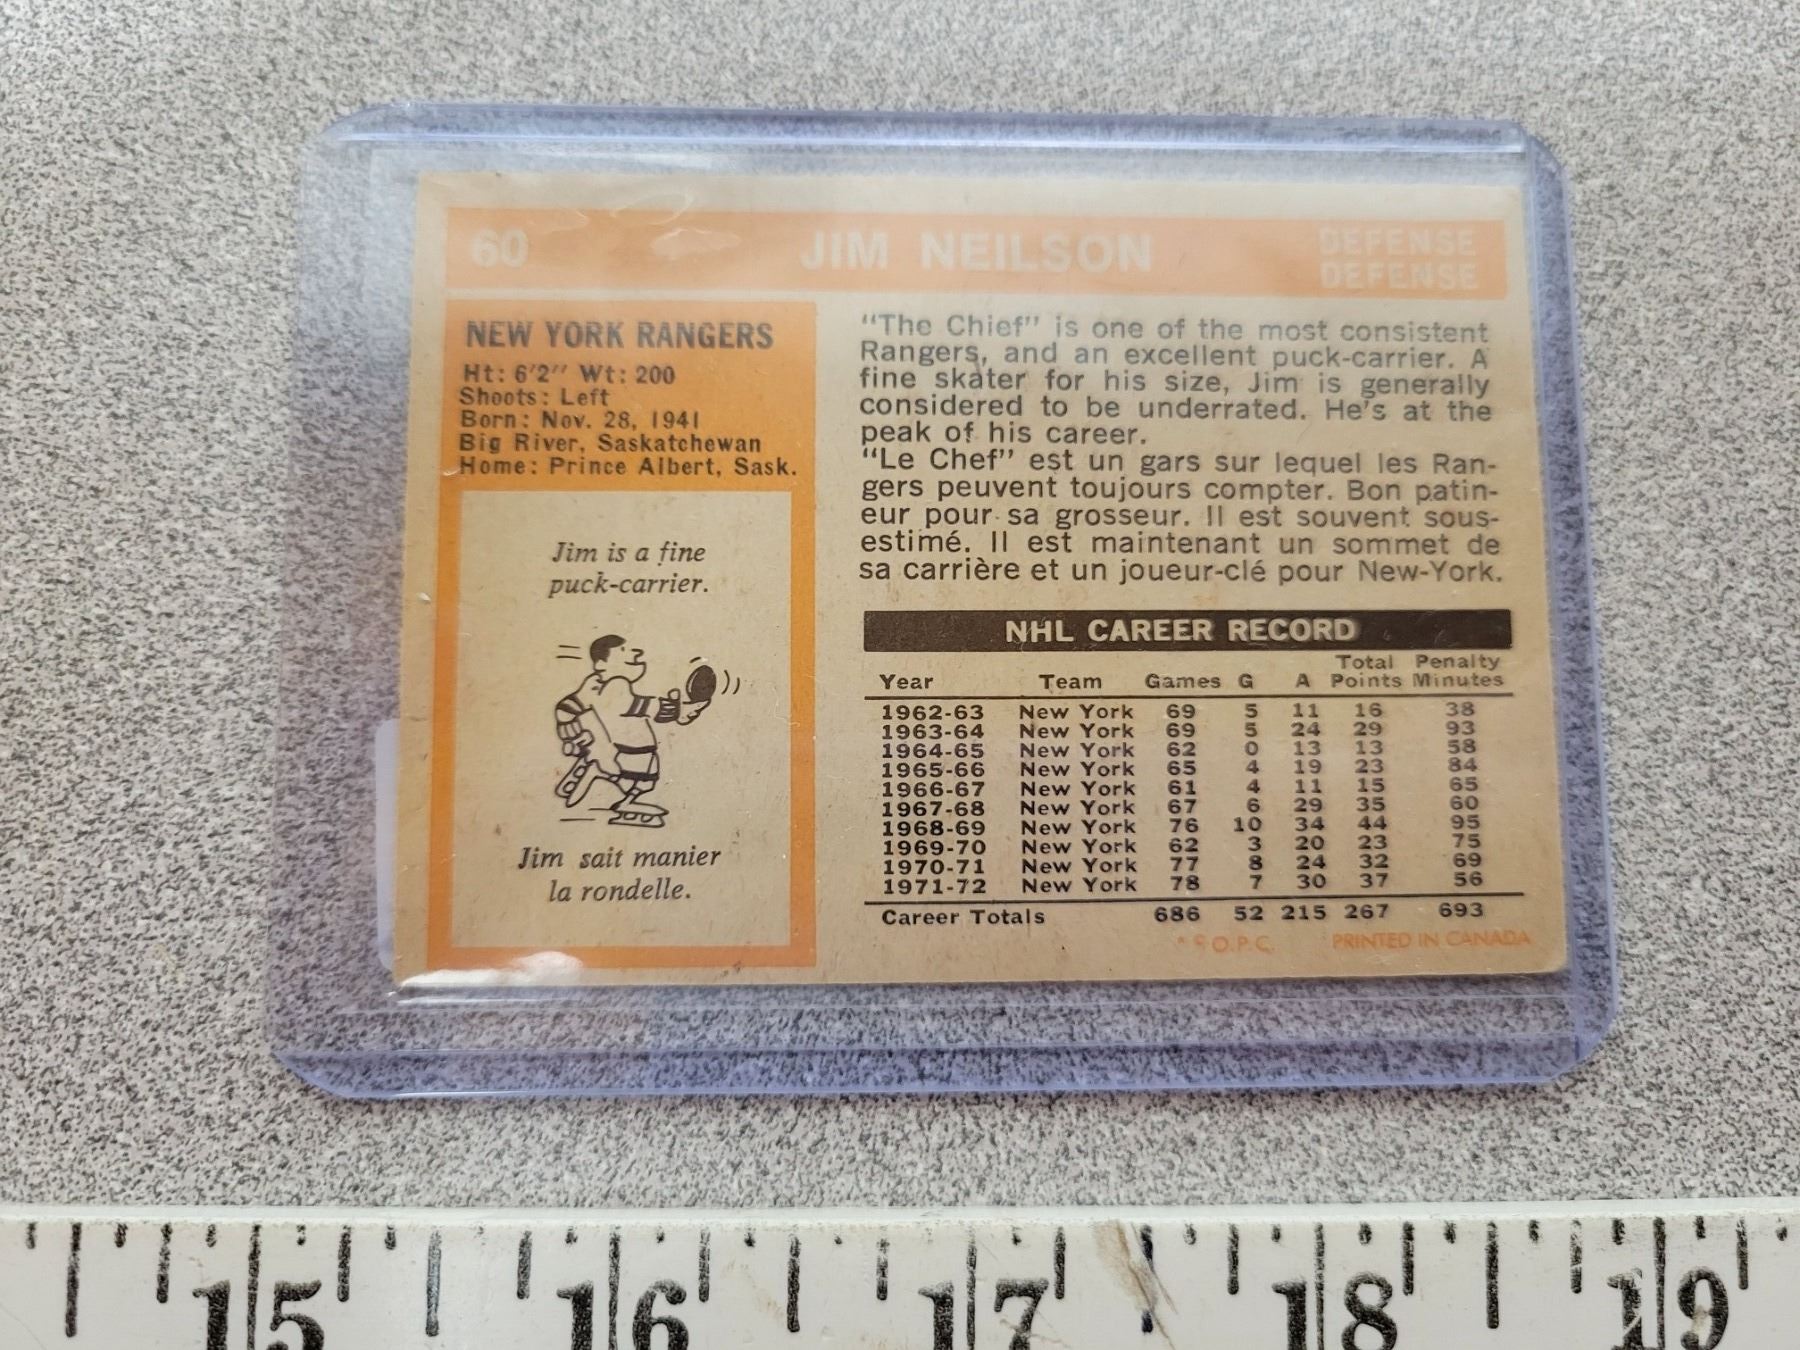 60 JIM NEILSON DEFENSE
DEFENSE
NEW YORK RANGERS
Ht: 6'2" Wt: 200
Shoots: Left
Born: Nov. 28, 1941
Big River, Saskatchewan
Home: Prince Albert, Sask.
Jim is a fine
puck-carrier.
Jim sait manier
la rondelle.
"The Chief" is one of the most consistent
Rangers, and an excellent puck-carrier. A
fine skater for his size, Jim is generally
considered to be underrated. He's at the
peak of his career.
"Le Chef" est un gars sur lequel les Ran-
gers peuvent toujours compter. Bon patin-
eur pour sa grosseur. Il est souvent sous-
estimé. Il est maintenant un sommet de
sa carrière et un joueur-clé pour New-York.
NHL CAREER RECORD
Total Penalty
Year Team Games G A Points Minutes
1962-63 New York 69 5 11 16 38
1963-64 New York 69 5 24 29 93
1964-65 New York 62 0 13 13 58
1965-66 New York 65 4 19 23 84
1966-67 New York 61 4 11 15 65
1967-68 New York 67 6 29 35 60
1968-69 New York 76 10 34 44 95
1969-70 New York 62 3 20 23 75
1970-71 New York 77 8 24 32 69
1971-72 New York 78 7 30 37 56
Career Totals 686 52 215 267 693
O.P.C. PRINTED IN CANADA
15 16 17 18 19